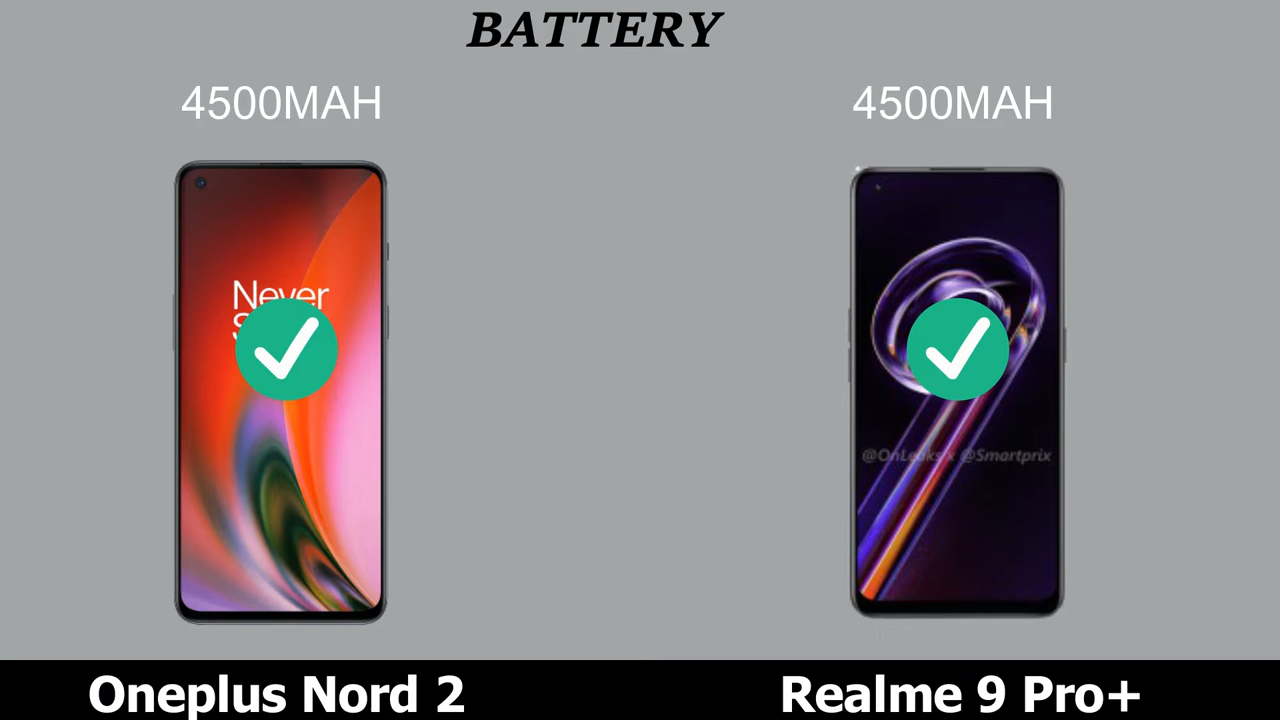 BATTERY
4500MAH
4500MAH
Never
@OnLeaks x @Smartprix
Oneplus Nord 2
Realme 9 Pro+